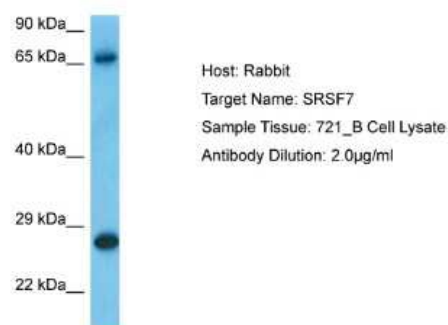 90 kDa__
65 kDa__
40 kDa__
29 kDa__
22 kDa__
Host: Rabbit
Target Name: SRSF7
Sample Tissue: 721_B Cell Lysate
Antibody Dilution: 2.0µg/ml